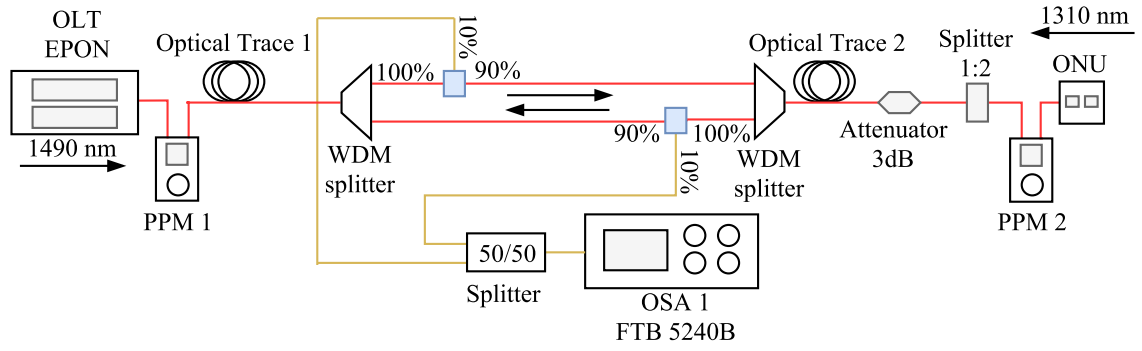 OLT
EPON
1490 nm
PPM 1
Optical Trace 1
WDM
splitter
100%
10%
90%
90%
100%
10%
50/50
Splitter
OSA 1
FTB 5240B
WDM
splitter
Optical Trace 2
Attenuator
3dB
Splitter
1:2
1310 nm
ONU
PPM 2